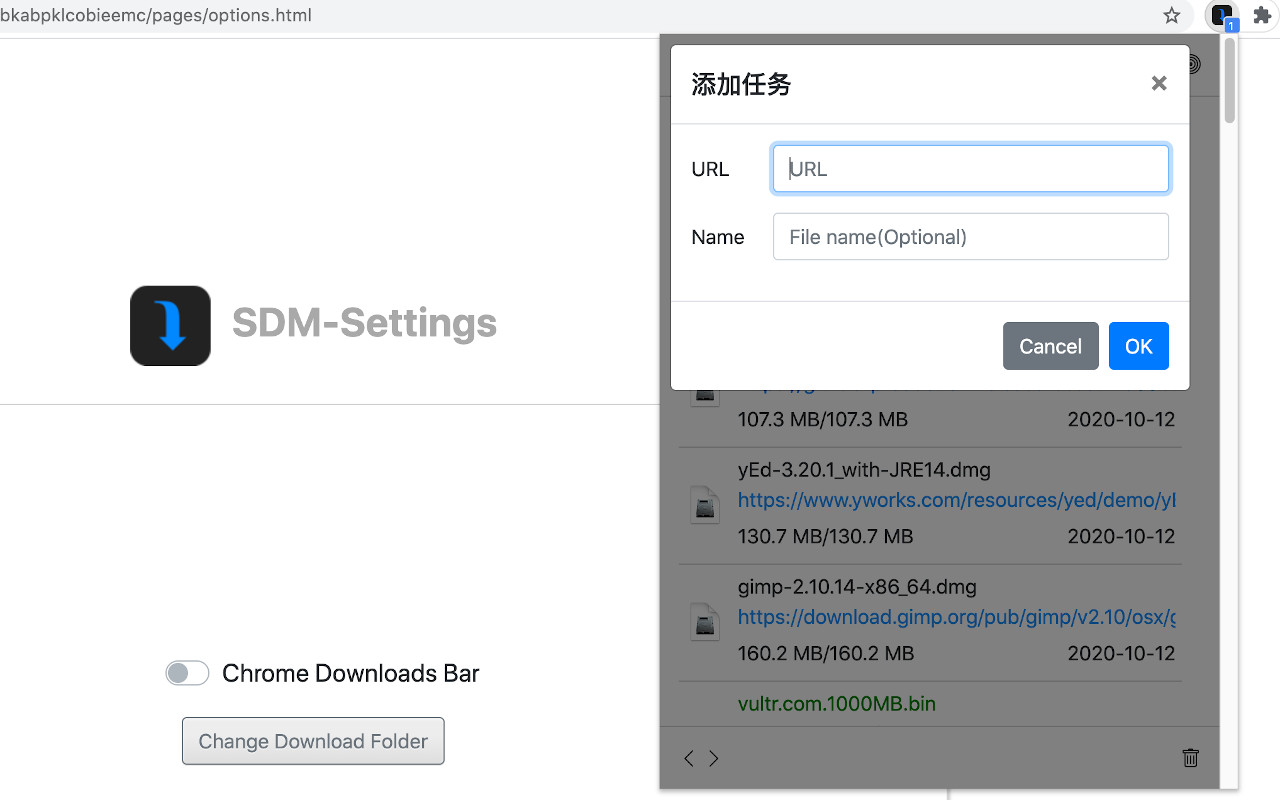 bkabpklcobieemc/pages/options.html
1
添加任务
×
URL
URL
Name
File name(Optional)
Cancel
OK
SDM-Settings
107.3 MB/107.3 MB
2020-10-12
yEd-3.20.1_with-JRE14.dmg
https://www.yworks.com/resources/yed/demo/yE
130.7 MB/130.7 MB
2020-10-12
gimp-2.10.14-x86_64.dmg
https://download.gimp.org/pub/gimp/v2.10/osx/g
160.2 MB/160.2 MB
2020-10-12
vultr.com.1000MB.bin
Chrome Downloads Bar
Change Download Folder